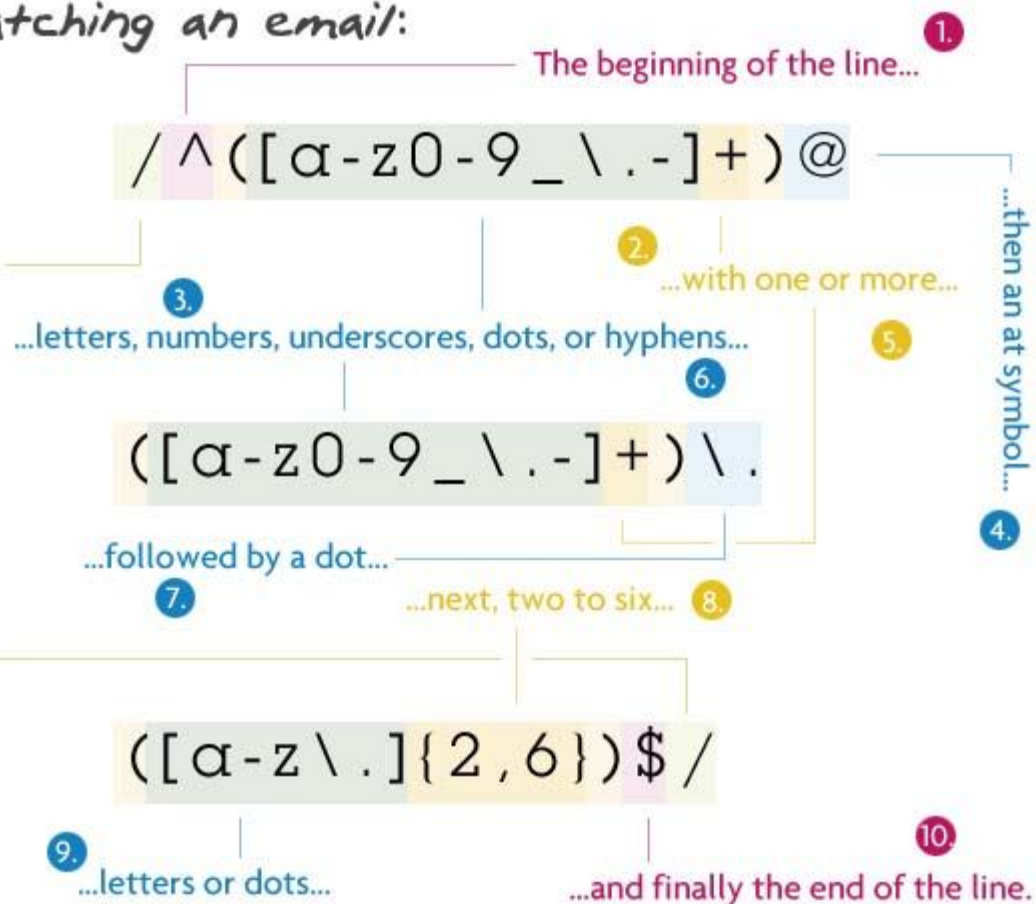 tching an email:
1.
The beginning of the line...
/^([a-z0-9_\.-]+)@
...then an at symbol...
4.
2.
...with one or more...
3.
...letters, numbers, underscores, dots, or hyphens...
5.
6.
([a-z0-9_\.-]+)\.
...followed by a dot...
7.
...next, two to six...
8.
([a-z\.]{2,6})$/
9.
...letters or dots...
10.
...and finally the end of the line.